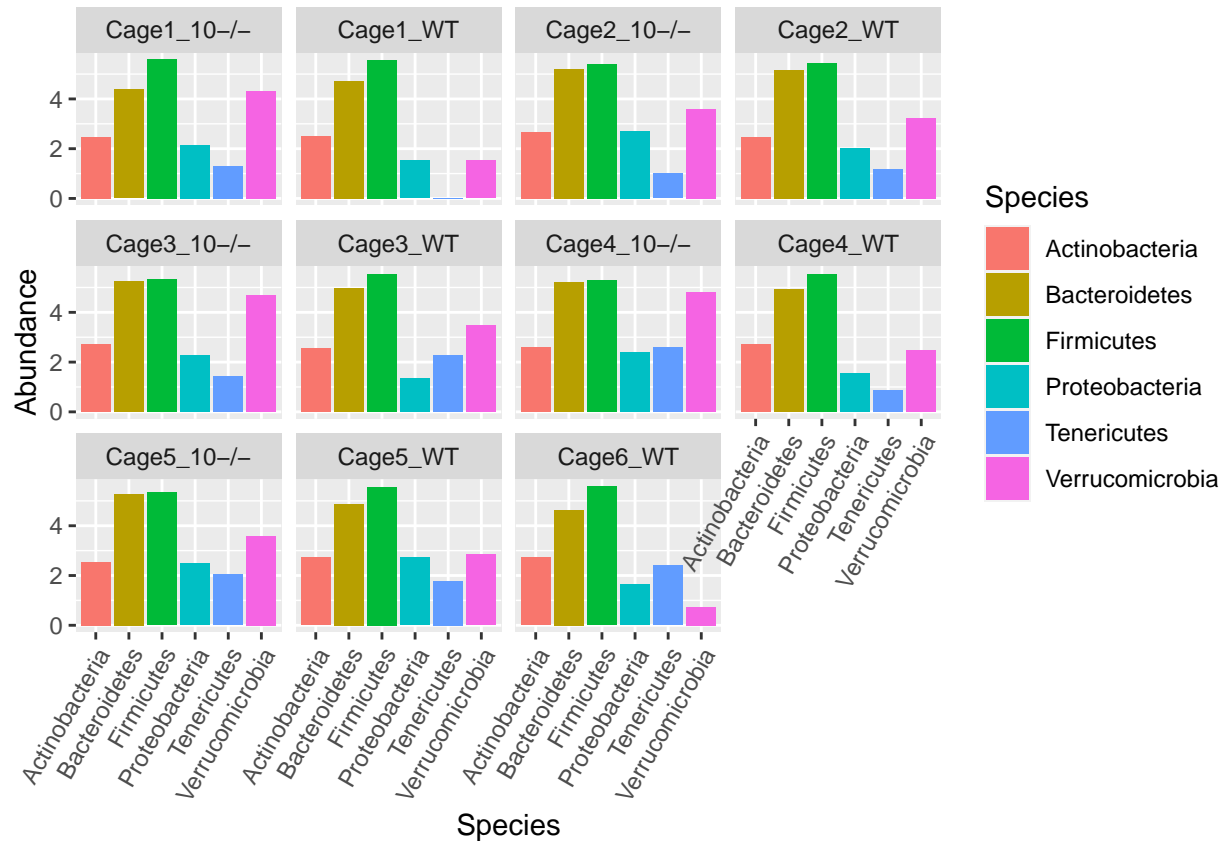 Cage1_10−/−
Cage1_WT
Cage2_10−/−
Cage2_WT
4
2
0
Cage3_10−/−
Cage3_WT
Cage4_10−/−
Cage4_WT
4
2
0
Cage5_10−/−
Cage5_WT
Cage6_WT
4
2
0
Abundance
Actinobacteria
Bacteroidetes
Firmicutes
Proteobacteria
Tenericutes
Verrucomicrobia
Actinobacteria
Bacteroidetes
Firmicutes
Proteobacteria
Tenericutes
Verrucomicrobia
Actinobacteria
Bacteroidetes
Firmicutes
Proteobacteria
Tenericutes
Verrucomicrobia
Actinobacteria
Bacteroidetes
Firmicutes
Proteobacteria
Tenericutes
Verrucomicrobia
Species
Species
Actinobacteria
Bacteroidetes
Firmicutes
Proteobacteria
Tenericutes
Verrucomicrobia